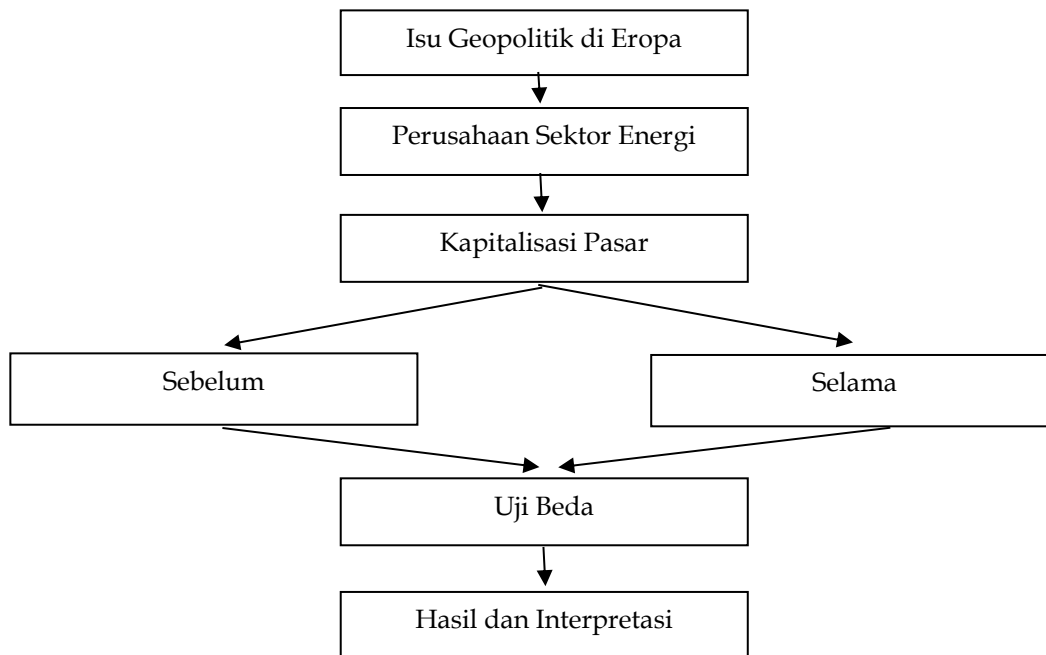 Isu Geopolitik di Eropa
Perusahaan Sektor Energi
Kapitalisasi Pasar
Sebelum
Selama
Uji Beda
Hasil dan Interpretasi